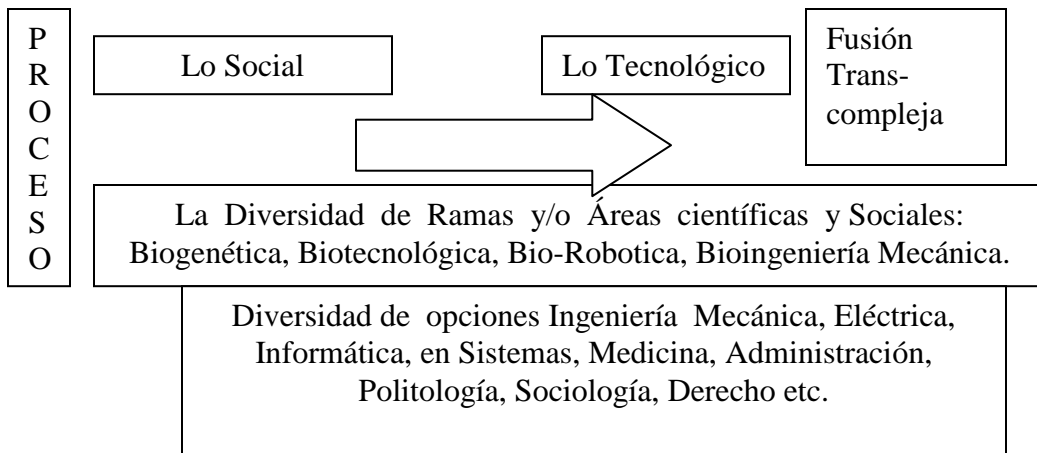 P
R
O
C
E
S
O
Lo Social
Lo Tecnológico
Fusión
Trans-
compleja
La Diversidad de Ramas y/o Áreas científicas y Sociales:
Biogenética, Biotecnológica, Bio-Robotica, Bioingeniería Mecánica.
Diversidad de opciones Ingeniería Mecánica, Eléctrica,
Informática, en Sistemas, Medicina, Administración,
Politología, Sociología, Derecho etc.